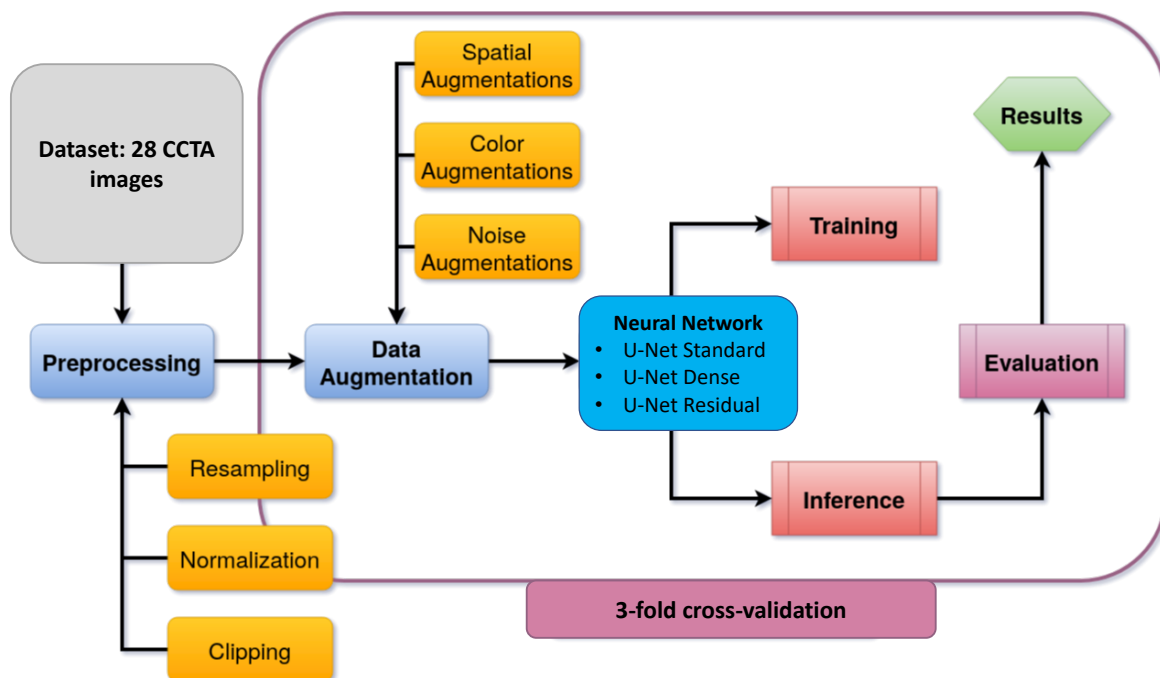 Dataset: 28 CCTA
images
Preprocessing
Resampling
Normalization
Clipping
Spatial
Augmentations
Color
Augmentations
Noise
Augmentations
Data
Augmentation
Neural Network
• U-Net Standard
• U-Net Dense
• U-Net Residual
Training
Inference
Evaluation
Results
3-fold cross-validation